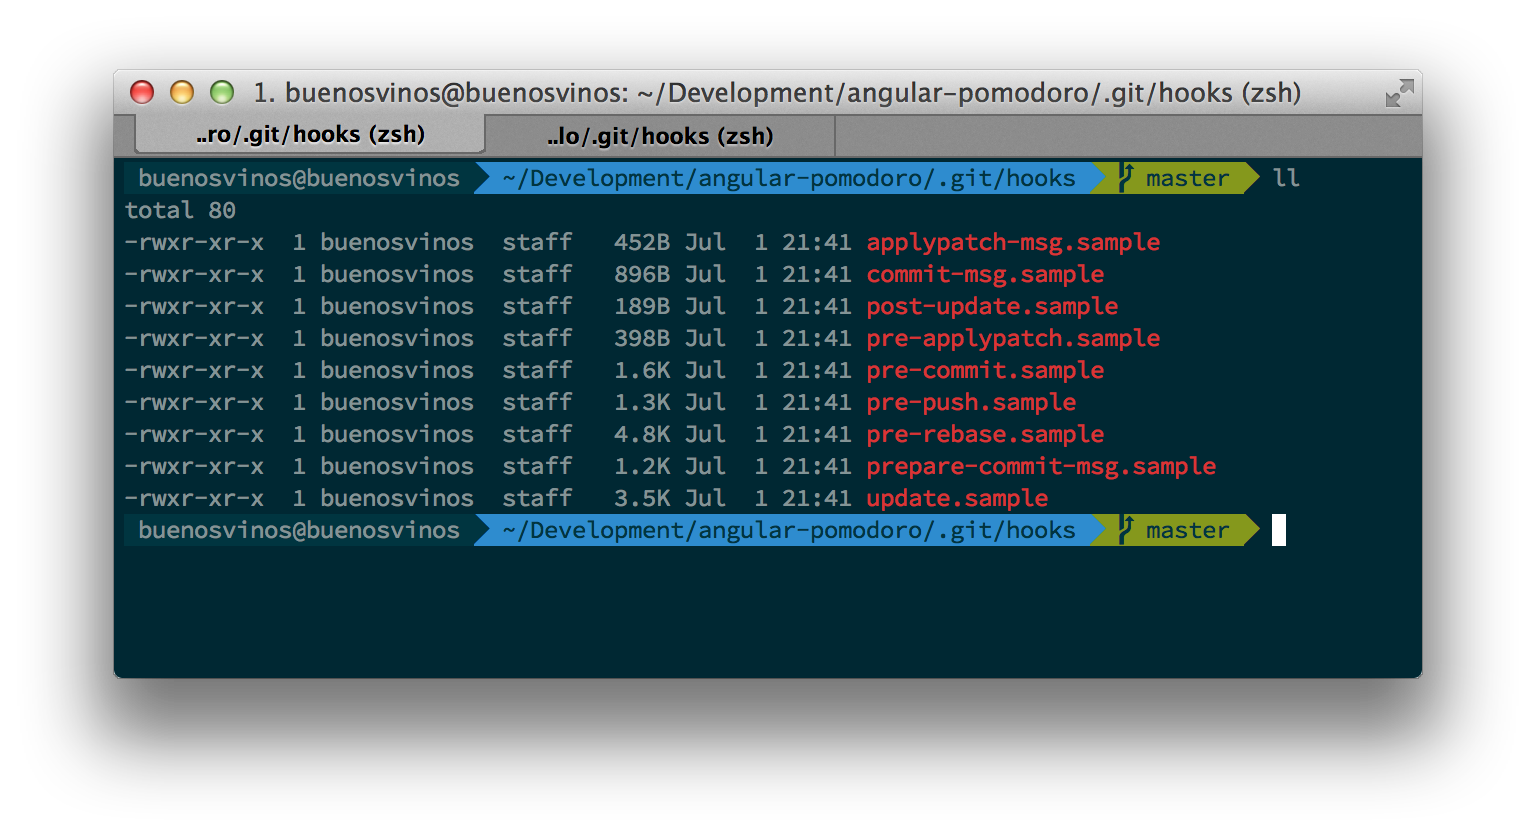 1. buenosvinos@buenosvinos: ~/Development/angular-pomodoro/.git/hooks (zsh)
..ro/.git/hooks (zsh) ..lo/.git/hooks (zsh)
buenosvinos@buenosvinos ~/Development/angular-pomodoro/.git/hooks master ll
total 80
-rwxr-xr-x  1 buenosvinos  staff   452B Jul  1 21:41 applypatch-msg.sample
-rwxr-xr-x  1 buenosvinos  staff   896B Jul  1 21:41 commit-msg.sample
-rwxr-xr-x  1 buenosvinos  staff   189B Jul  1 21:41 post-update.sample
-rwxr-xr-x  1 buenosvinos  staff   398B Jul  1 21:41 pre-applypatch.sample
-rwxr-xr-x  1 buenosvinos  staff   1.6K Jul  1 21:41 pre-commit.sample
-rwxr-xr-x  1 buenosvinos  staff   1.3K Jul  1 21:41 pre-push.sample
-rwxr-xr-x  1 buenosvinos  staff   4.8K Jul  1 21:41 pre-rebase.sample
-rwxr-xr-x  1 buenosvinos  staff   1.2K Jul  1 21:41 prepare-commit-msg.sample
-rwxr-xr-x  1 buenosvinos  staff   3.5K Jul  1 21:41 update.sample
buenosvinos@buenosvinos ~/Development/angular-pomodoro/.git/hooks master